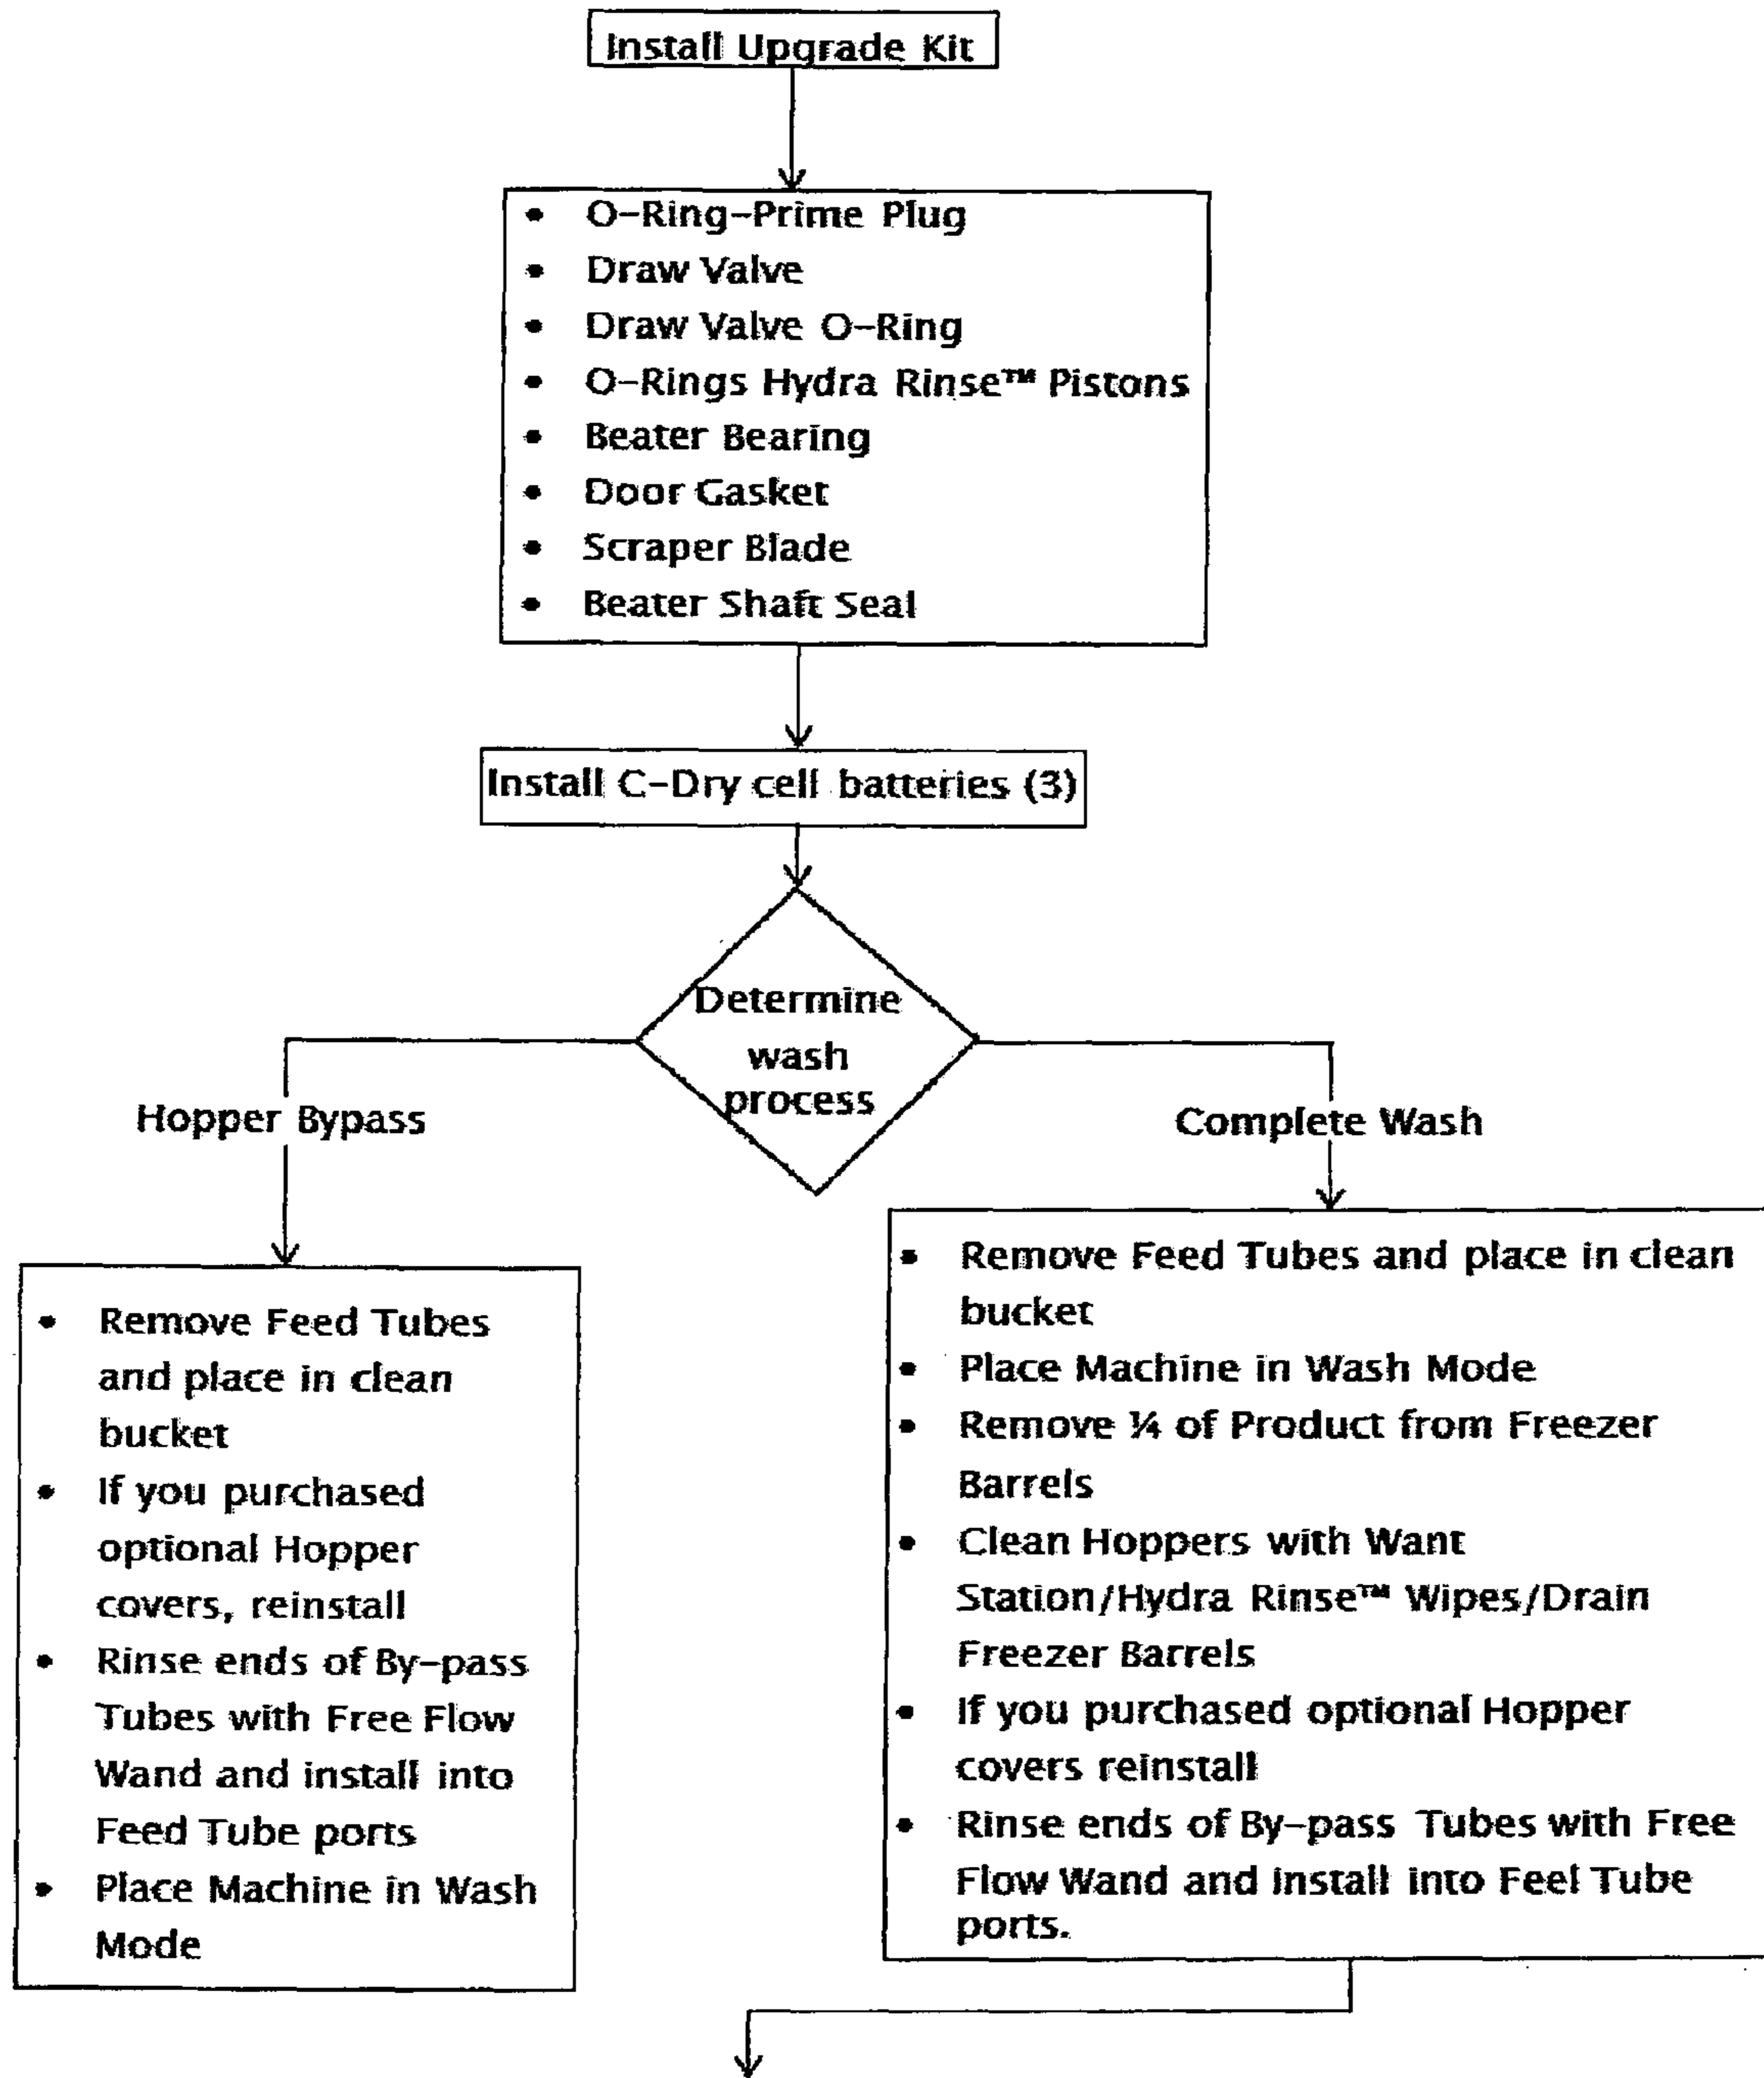 Install Upgrade Kit
• O-Ring-Prime Plug
• Draw Valve
• Draw Valve O-Ring
• O-Rings Hydra Rinse™ Pistons
• Beater Bearing
• Door Gasket
• Scraper Blade
• Beater Shaft Seal
Install C-Dry cell batteries (3)
Determine
wash
process
Hopper Bypass
Complete Wash
• Remove Feed Tubes
and place in clean
bucket
• If you purchased
optional Hopper
covers, reinstall
• Rinse ends of By-pass
Tubes with Free Flow
Wand and install into
Feed Tube ports
• Place Machine in Wash
Mode
• Remove Feed Tubes and place in clean
bucket
• Place Machine in Wash Mode
• Remove ¼ of Product from Freezer
Barrels
• Clean Hoppers with Want
Station/Hydra Rinse™ Wipes/Drain
Freezer Barrels
• If you purchased optional Hopper
covers reinstall
• Rinse ends of By-pass Tubes with Free
Flow Wand and install into Feel Tube
ports.